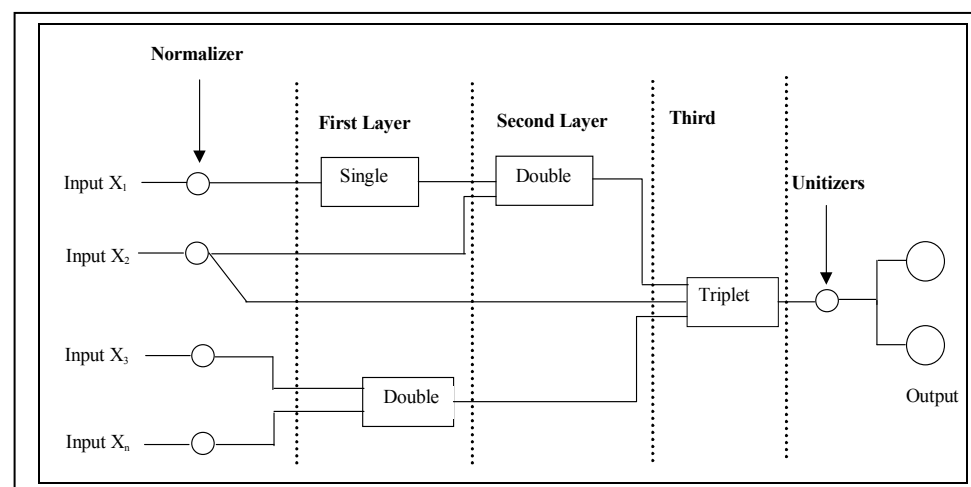 Normalizer
First Layer
Second Layer
Third
Input X₁
Single
Double
Unitizers
Input X₂
Triplet
Input X₃
Double
Output
Input Xₙ